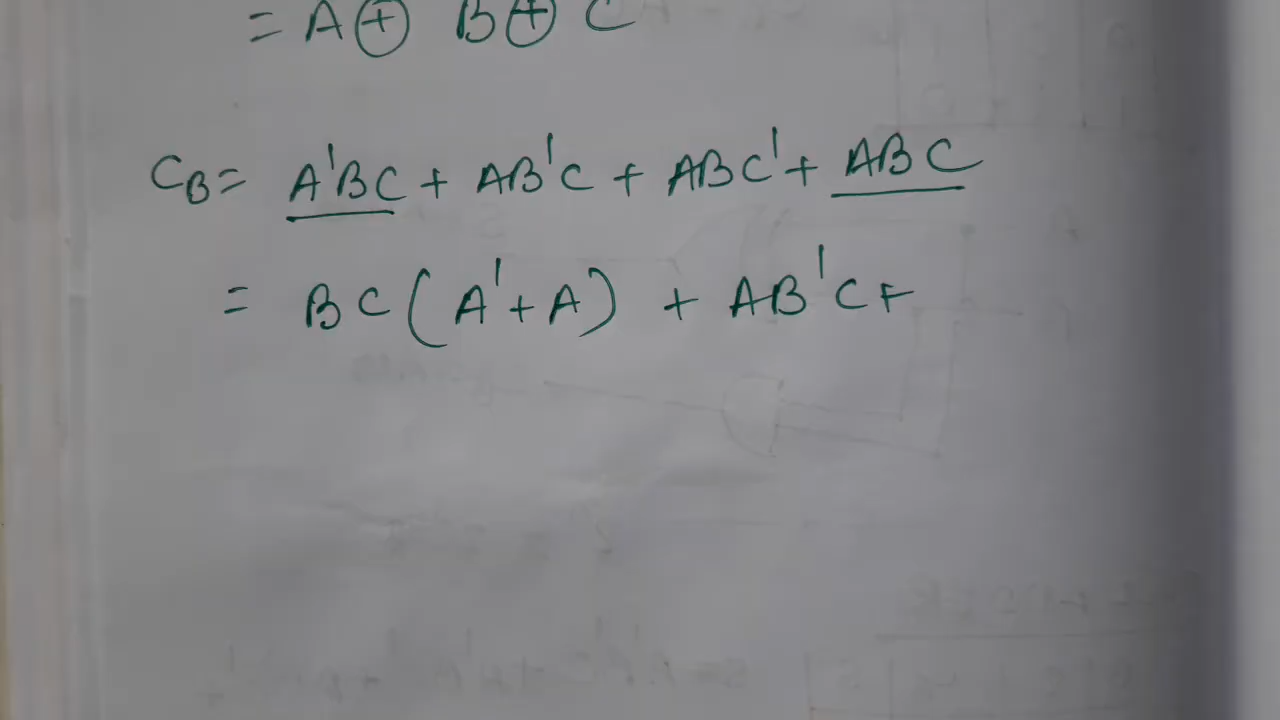 = A ⊕ B ⊕ C
C_B = A'BC + AB'C + ABC' + ABC
= BC(A' + A) + AB'C +